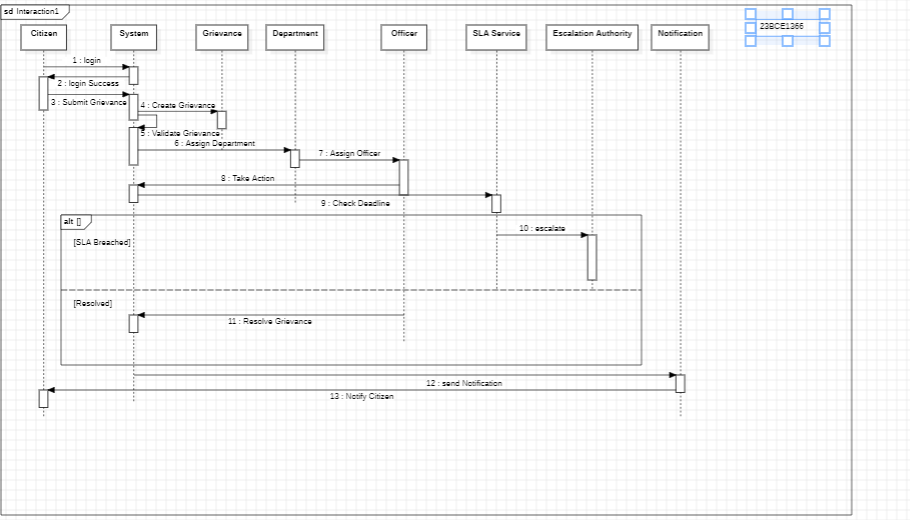 sd Interaction1
23BCE1366
Citizen
System
Grievance
Department
Officer
SLA Service
Escalation Authority
Notification
1 : login
2 : login Success
3 : Submit Grievance
4 : Create Grievance
5 : Validate Grievance
6 : Assign Department
7 : Assign Officer
8 : Take Action
9 : Check Deadline
alt []
[SLA Breached]
10 : escalate
[Resolved]
11 : Resolve Grievance
12 : send Notification
13 : Notify Citizen